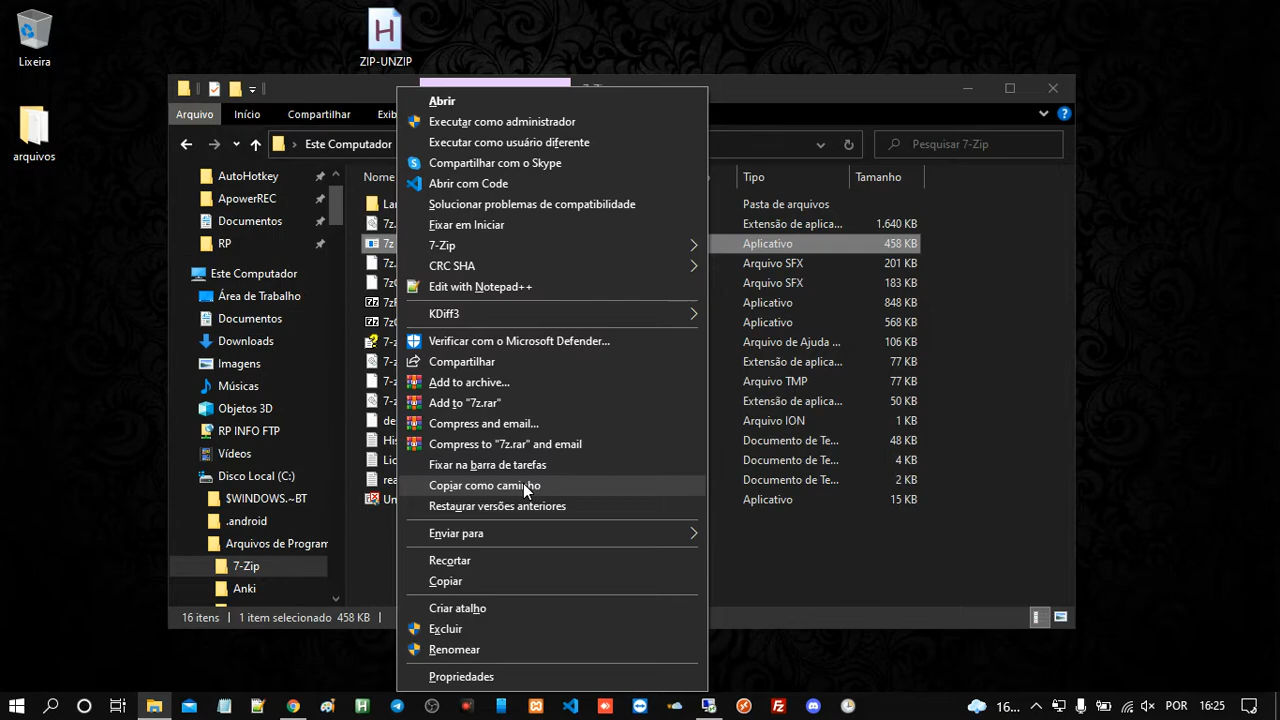 Lixeira
ZIP-UNZIP
arquivos
Arquivo
Início
Compartilhar
Este Computador
Pesquisar 7-Zip
Nome
Tipo
Tamanho
AutoHotkey
ApowerREC
Documentos
RP
Este Computador
Área de Trabalho
Documentos
Downloads
Imagens
Músicas
Objetos 3D
RP INFO FTP
Vídeos
Disco Local (C:)
$WINDOWS.~BT
.android
Arquivos de Program
7-Zip
Anki
Pasta de arquivos
Extensão de aplica... 1.640 KB
7z Aplicativo 458 KB
Arquivo SFX 201 KB
Arquivo SFX 183 KB
Aplicativo 848 KB
Aplicativo 568 KB
Arquivo de Ajuda ... 106 KB
Extensão de aplica... 77 KB
Arquivo TMP 77 KB
Extensão de aplica... 50 KB
Arquivo ION 1 KB
Documento de Te... 48 KB
Documento de Te... 4 KB
Documento de Te... 2 KB
Aplicativo 15 KB
Abrir
Executar como administrador
Executar como usuário diferente
Compartilhar com o Skype
Abrir com Code
Solucionar problemas de compatibilidade
Fixar em Iniciar
7-Zip
CRC SHA
Edit with Notepad++
KDiff3
Verificar com o Microsoft Defender...
Compartilhar
Add to archive...
Add to "7z.rar"
Compress and email...
Compress to "7z.rar" and email
Fixar na barra de tarefas
Copiar como caminho
Restaurar versões anteriores
Enviar para
Recortar
Copiar
Criar atalho
Excluir
Renomear
Propriedades
16 itens
1 item selecionado 458 KB
16...
POR
16:25